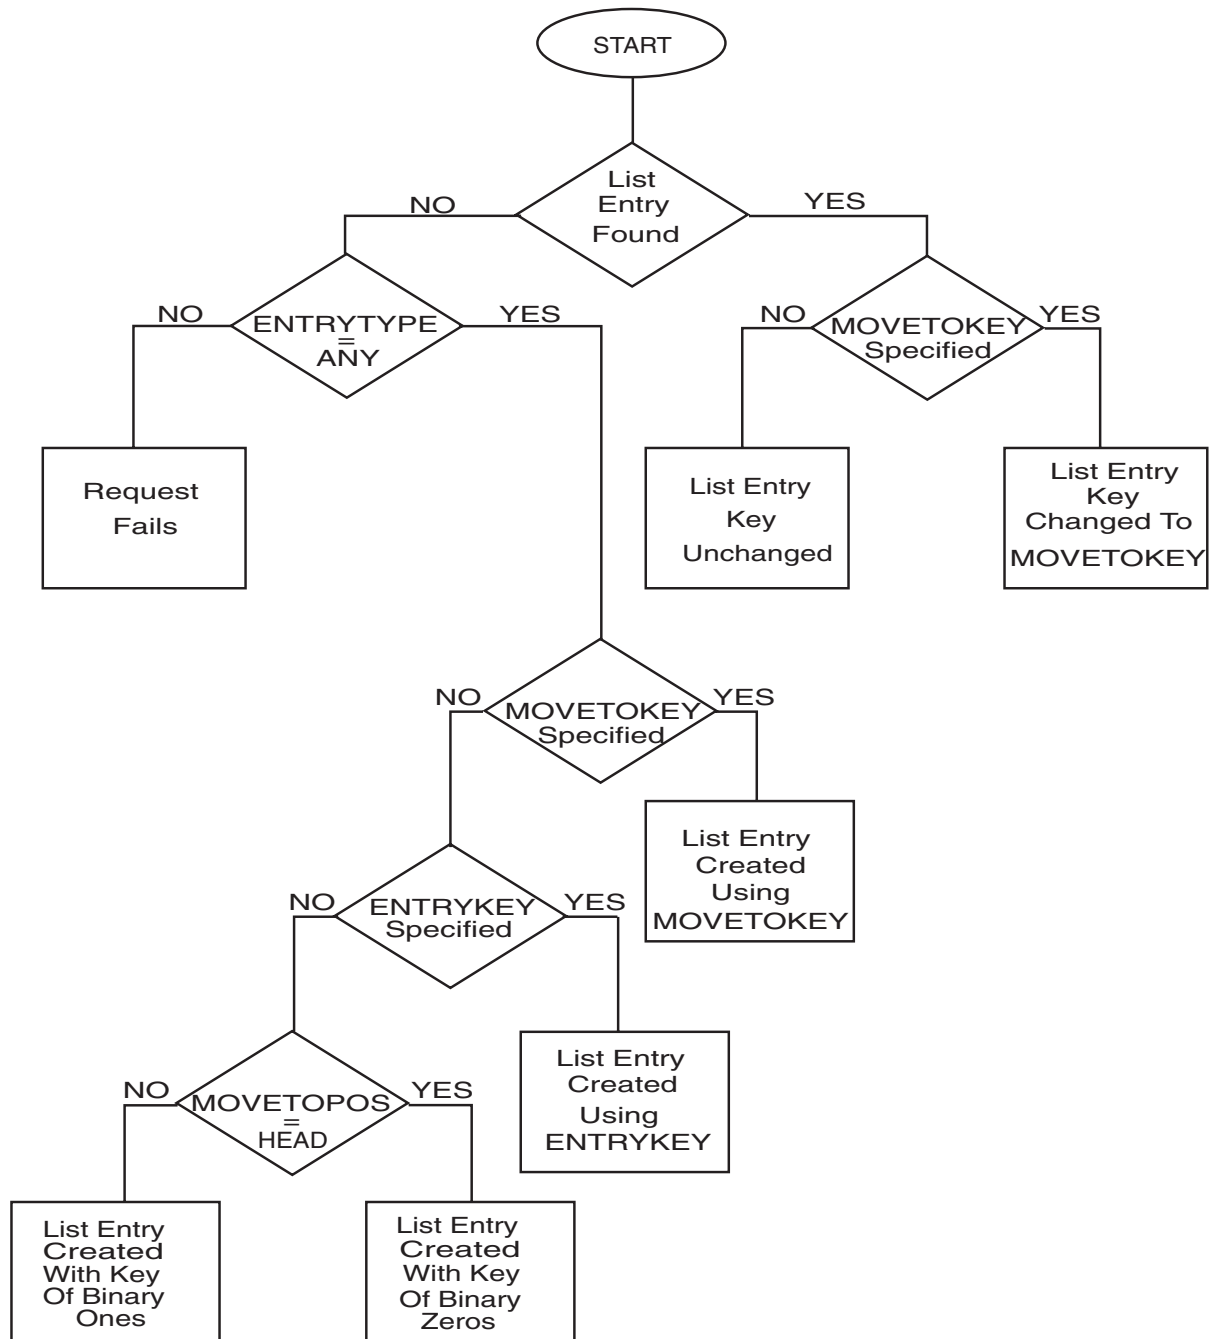 START
List
Entry
Found
NO
YES
ENTRYTYPE
=
ANY
NO
YES
MOVETOKEY
Specified
NO
YES
Request
Fails
List Entry
Key
Unchanged
List Entry
Key
Changed To
MOVETOKEY
MOVETOKEY
Specified
NO
YES
List Entry
Created
Using
MOVETOKEY
ENTRYKEY
Specified
NO
YES
List Entry
Created
Using
ENTRYKEY
MOVETOPOS
=
HEAD
NO
YES
List Entry
Created
With Key
Of Binary
Ones
List Entry
Created
With Key
Of Binary
Zeros